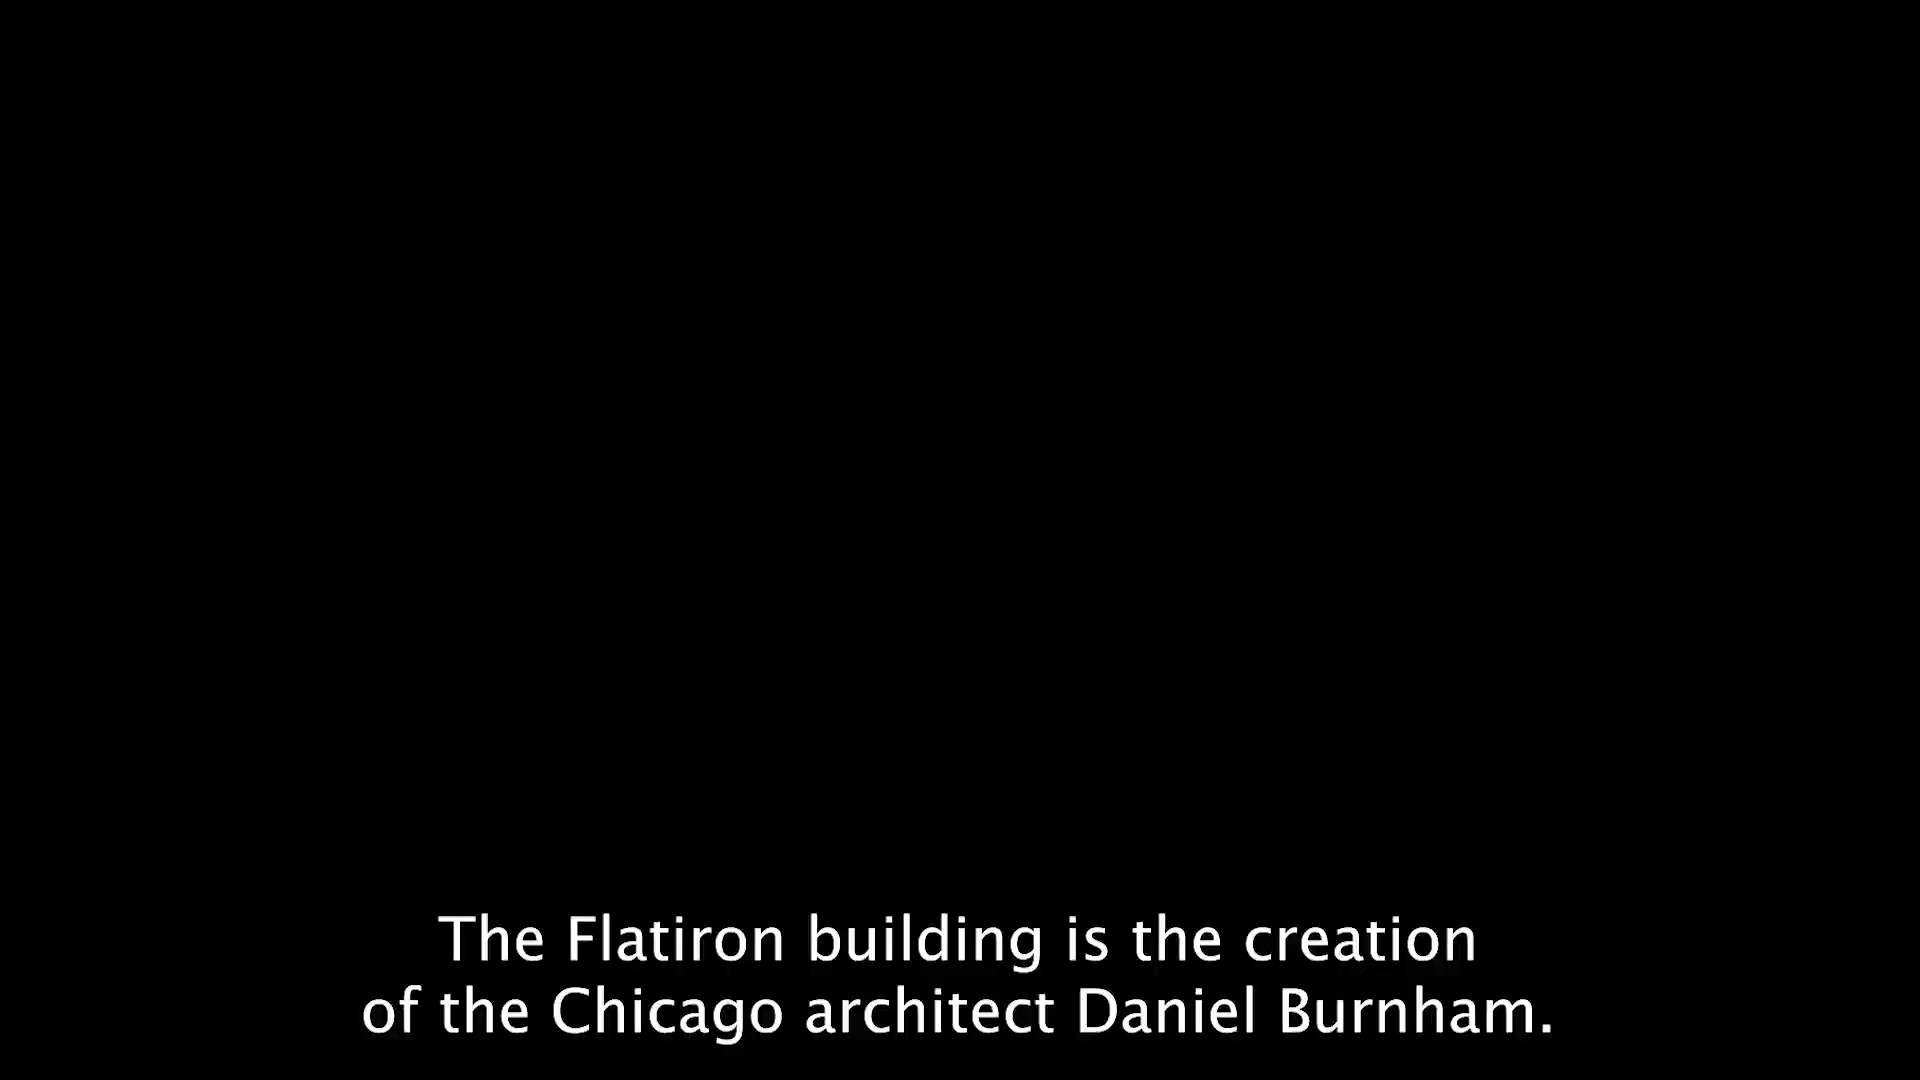 The Flatiron building is the creation
of the Chicago architect Daniel Burnham.